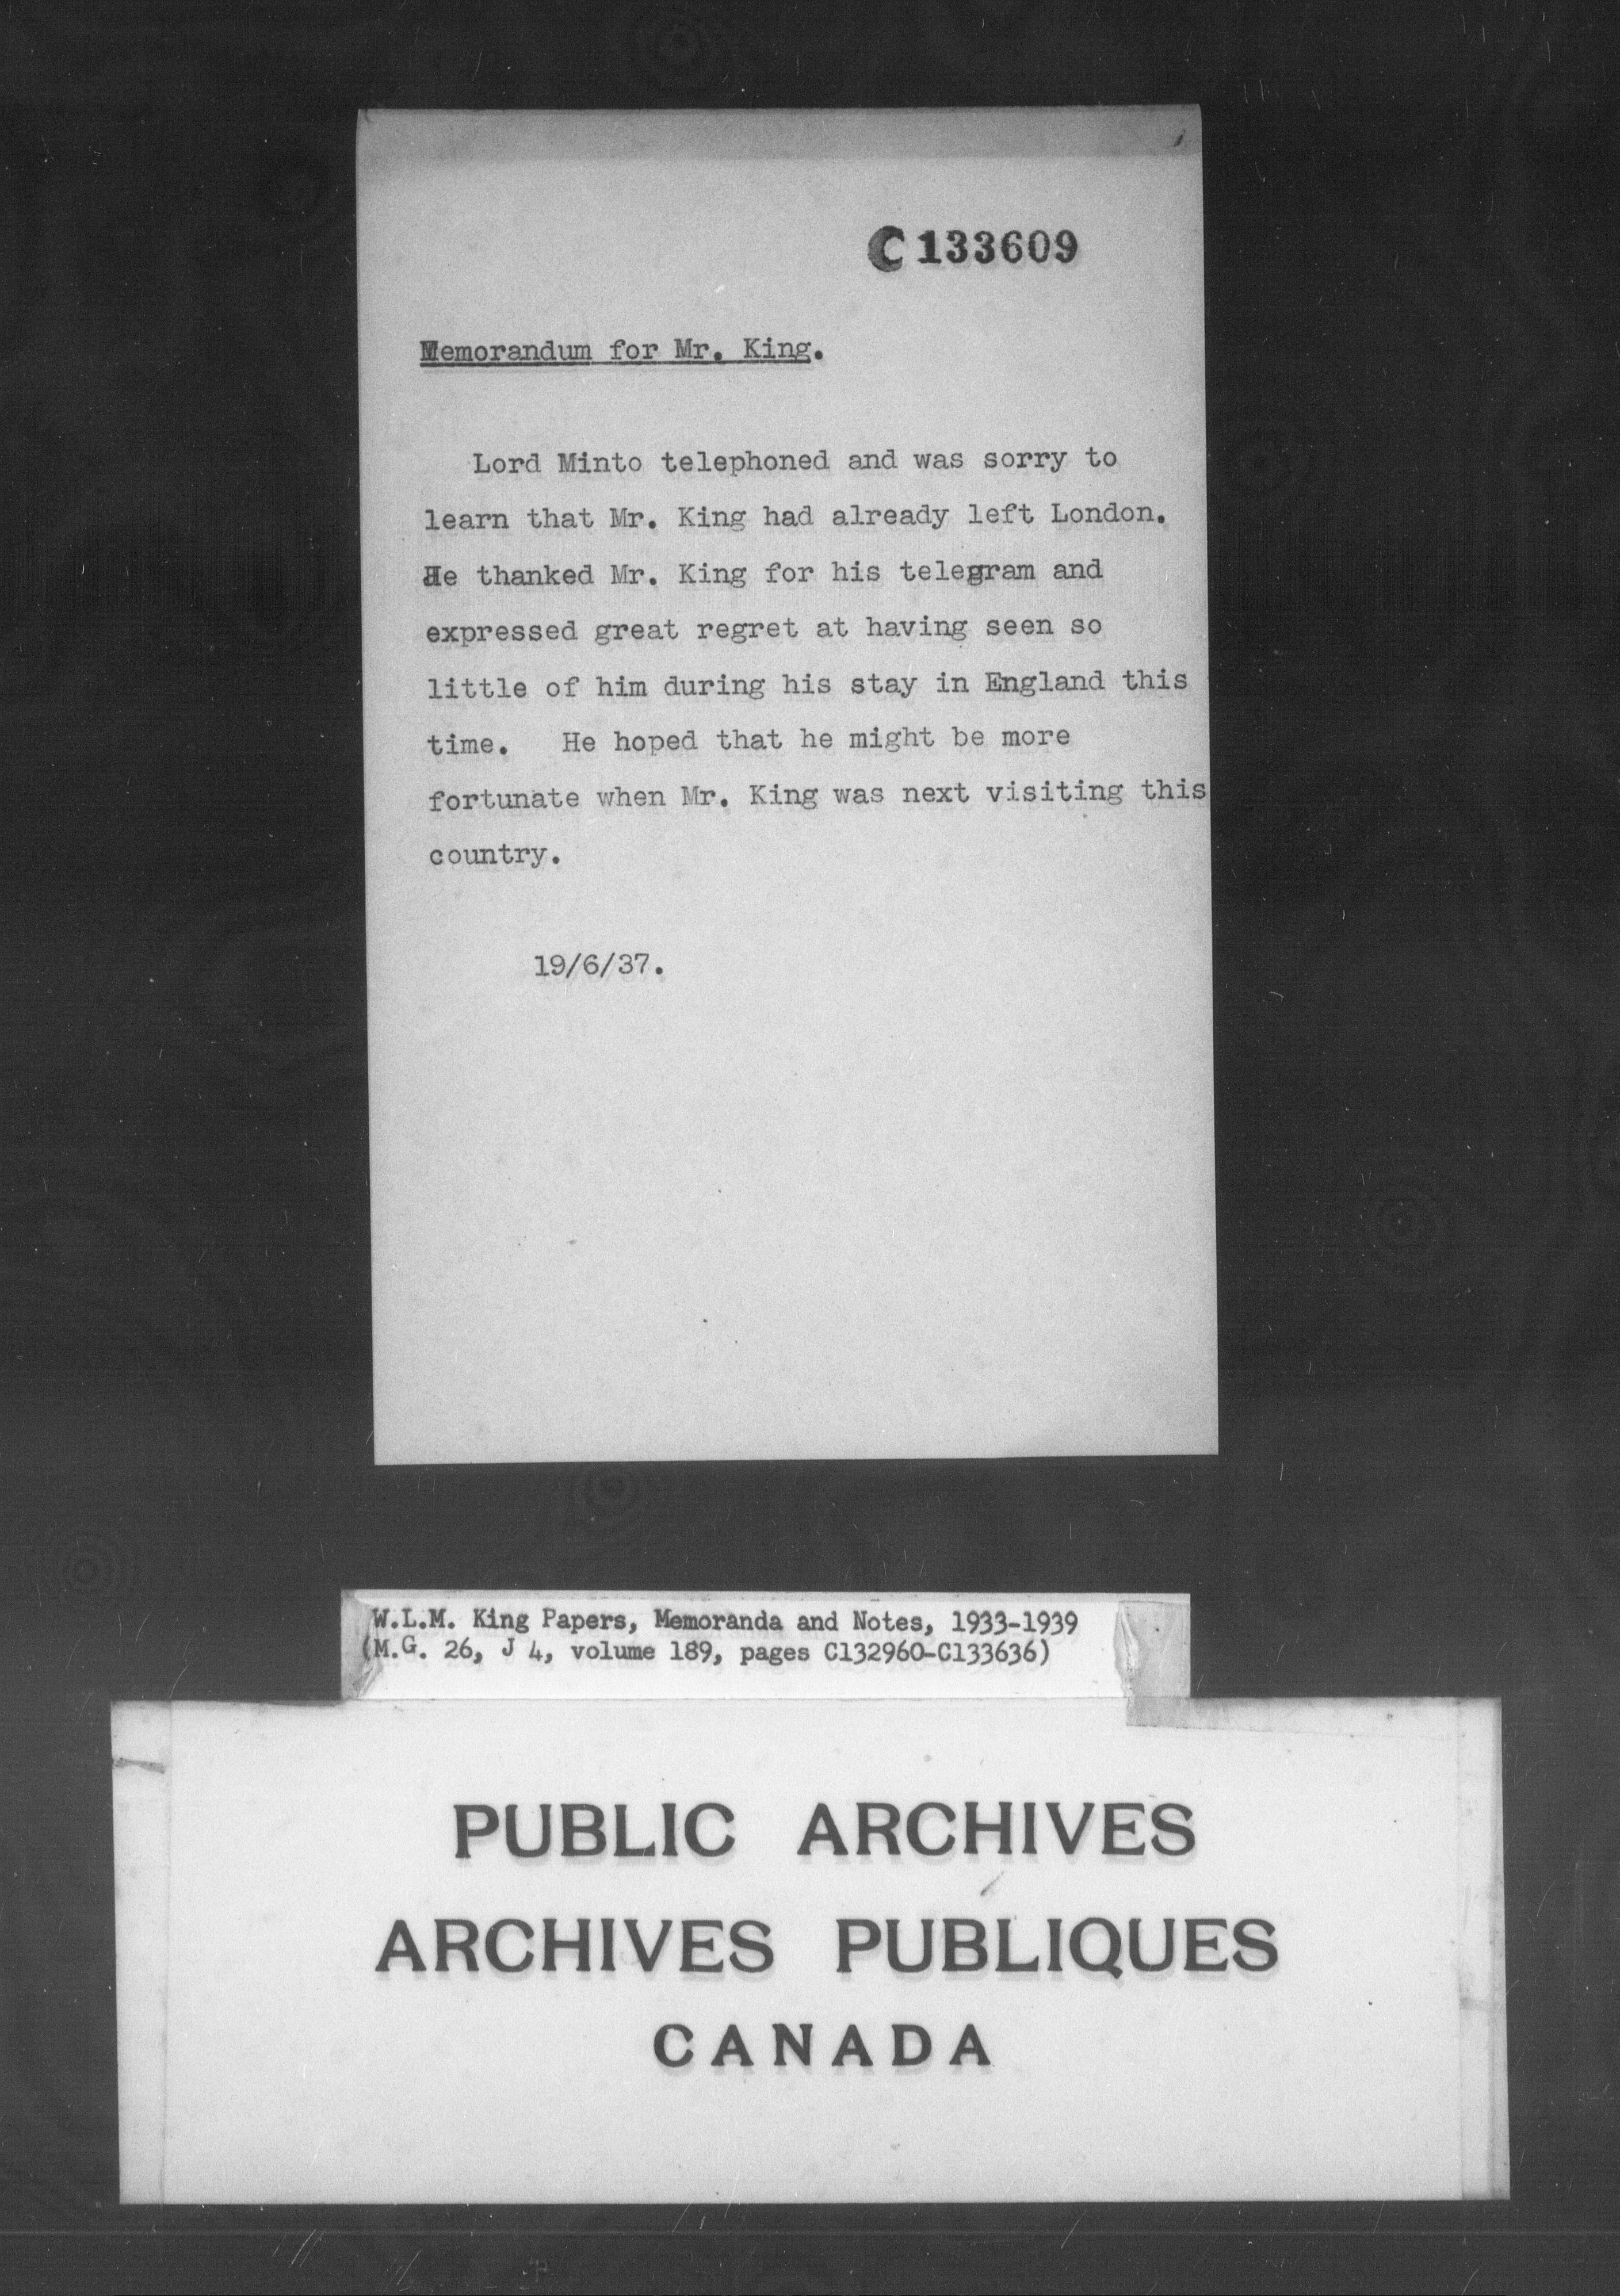 C133609
Memorandum for Mr. King.
Lord Minto telephoned and was sorry to
learn that Mr. King had already left London.
He thanked Mr. King for his telegram and
expressed great regret at having seen so
little of him during his stay in England this
time. He hoped that he might be more
fortunate when Mr. King was next visiting this
country.
19/6/37.
W.L.M. King Papers, Memoranda and Notes, 1933-1939
(M.G. 26, J 4, volume 189, pages C132960-C133636)
PUBLIC ARCHIVES
ARCHIVES PUBLIQUES
CANADA